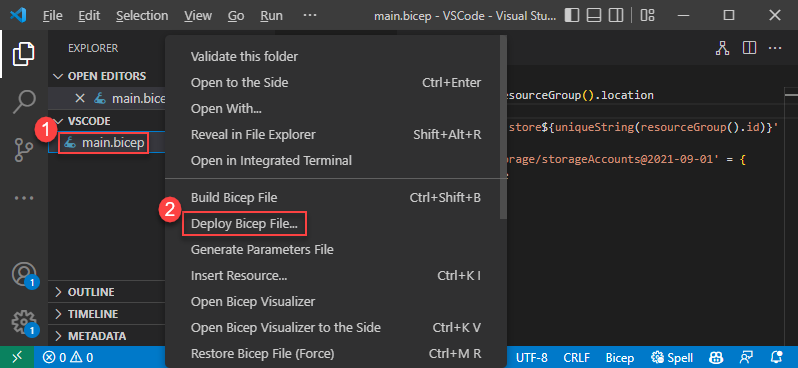 File Edit View Go Run ··· main.bicep - VSCode - Visual Stu...
EXPLORER
OPEN EDITORS
main.bice
VSCODE
1
main.bicep
OUTLINE
TIMELINE
METADATA
1
1
Validate this folder
Open to the Side Ctrl+Enter
Open With...
Reveal in File Explorer Shift+Alt+R
Open in Integrated Terminal
Build Bicep File Ctrl+Shift+B
2
Deploy Bicep File...
Generate Parameters File
Insert Resource... Ctrl+K I
Open Bicep Visualizer
Open Bicep Visualizer to the Side Ctrl+K V
Restore Bicep File (Force) Ctrl+M R
esourceGroup().location
store${uniqueString(resourceGroup().id)}'
orage/storageAccounts@2021-09-01' = {
0 0 UTF-8 CRLF Bicep Spell